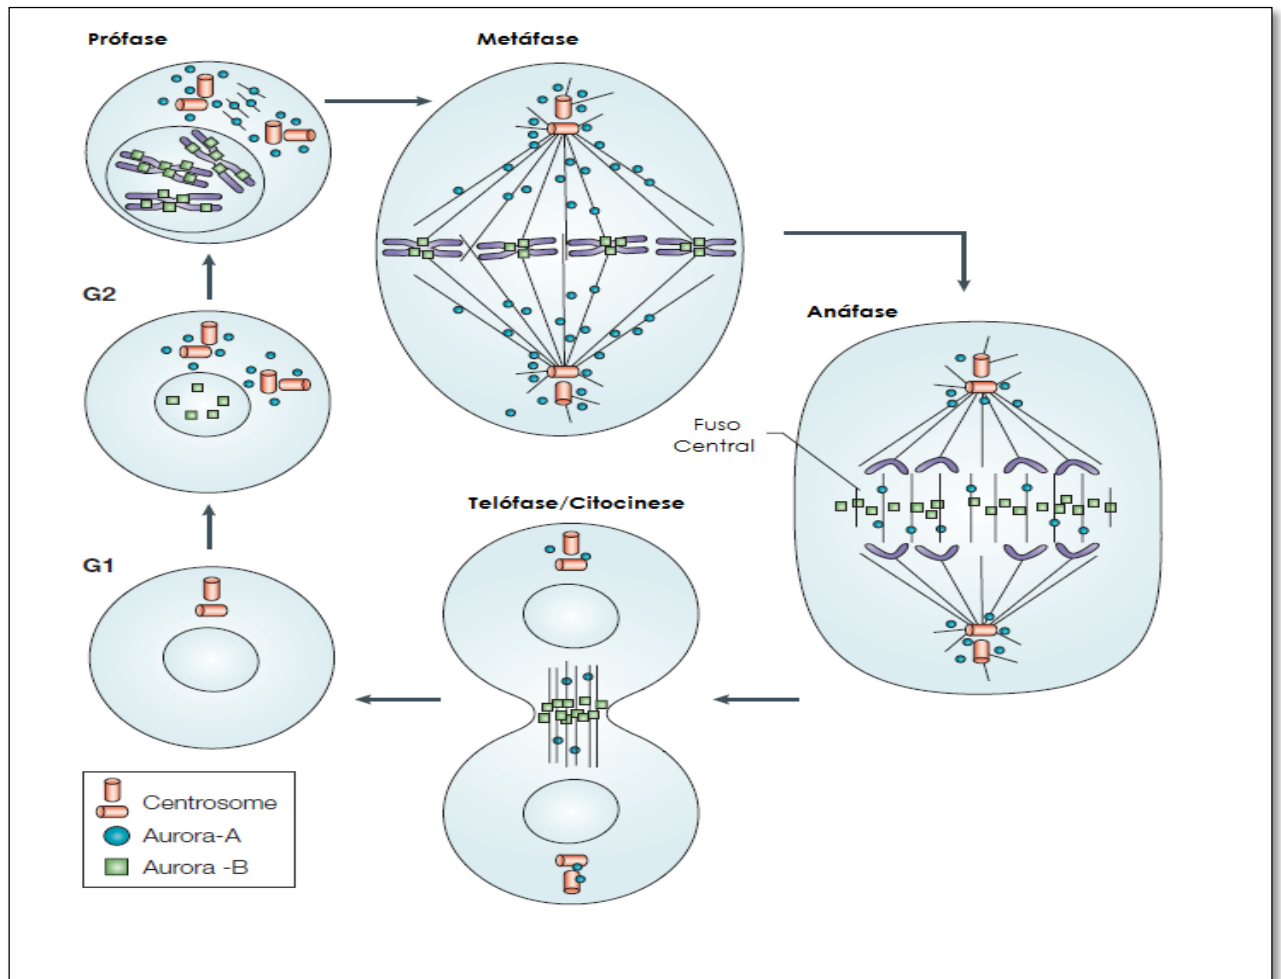 Prófase
Metáfase
G2
Anáfase
Fuso
Central
Telófase/Citocinese
G1
Centrosome
Aurora-A
Aurora -B